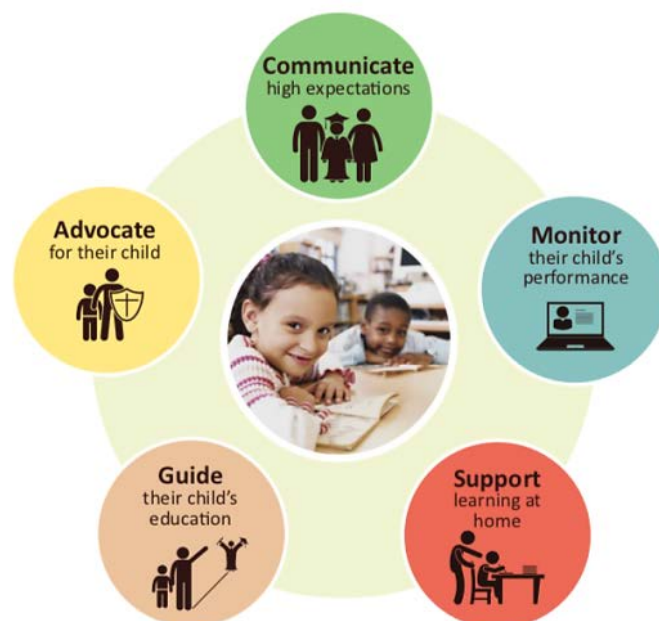 Communicate
high expectations
Advocate
for their child
Monitor
their child's
performance
Guide
their child's
education
Support
learning at
home